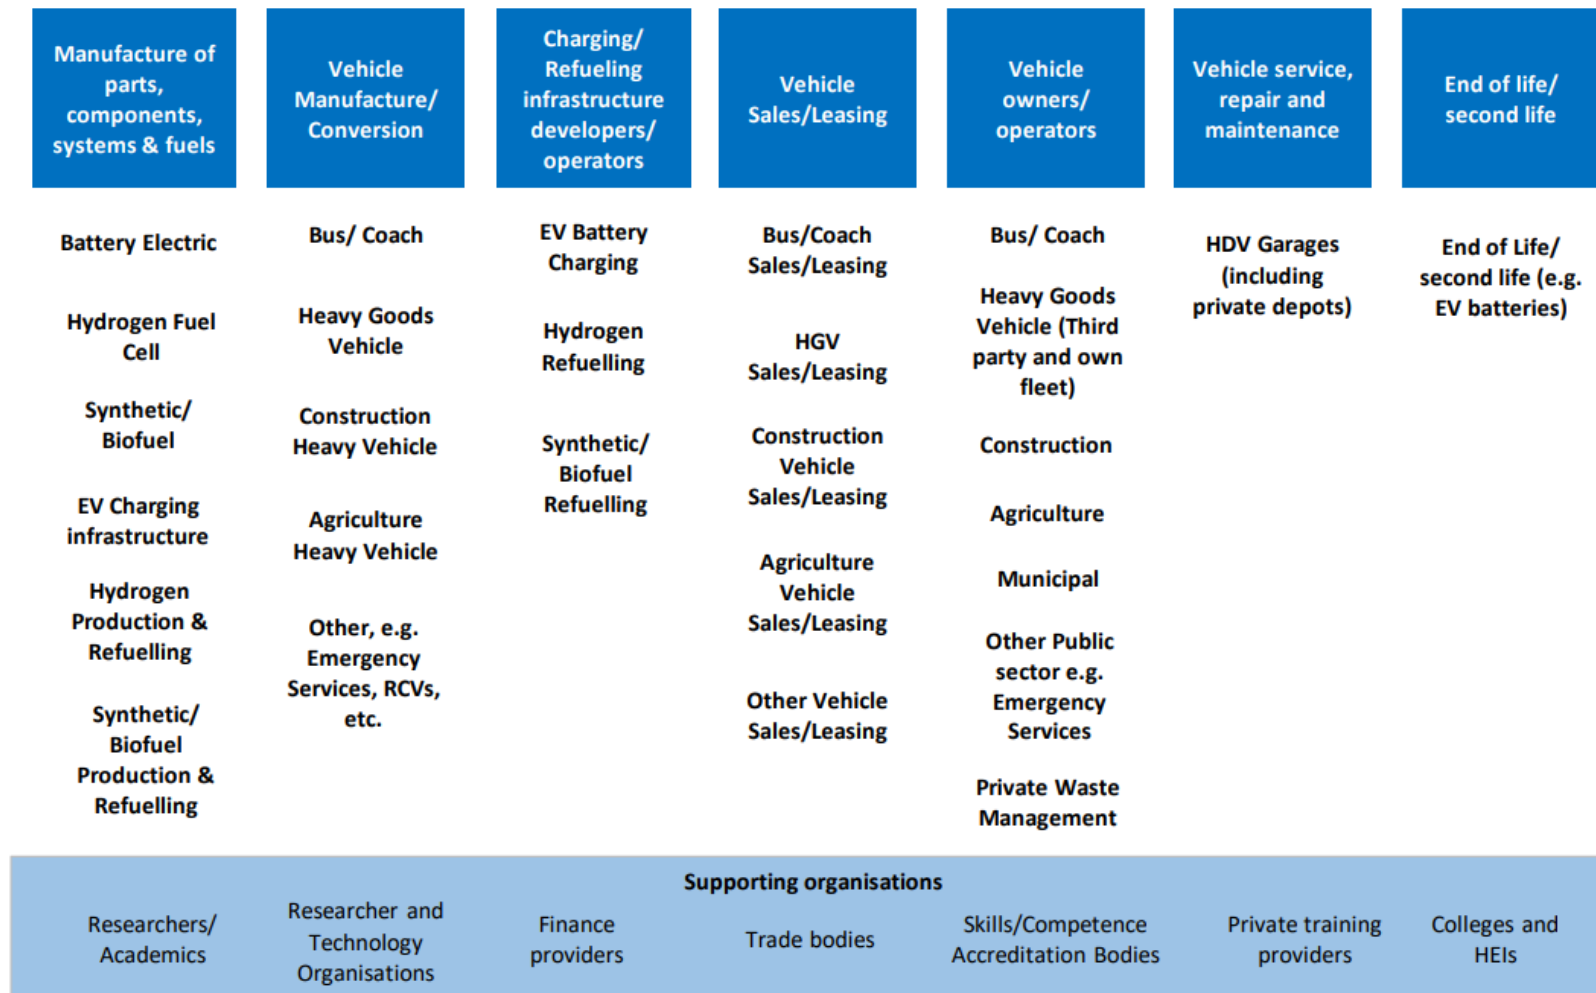 Manufacture of
parts,
components,
systems & fuels
Vehicle
Manufacture/
Conversion
Charging/
Refueling
infrastructure
developers/
operators
Vehicle
Sales/Leasing
Vehicle
owners/
operators
Vehicle service,
repair and
maintenance
End of life/
second life
Battery Electric
Hydrogen Fuel
Cell
Synthetic/
Biofuel
EV Charging
infrastructure
Hydrogen
Production &
Refuelling
Synthetic/
Biofuel
Production &
Refuelling
Bus/ Coach
Heavy Goods
Vehicle
Construction
Heavy Vehicle
Agriculture
Heavy Vehicle
Other, e.g.
Emergency
Services, RCVs,
etc.
EV Battery
Charging
Hydrogen
Refuelling
Synthetic/
Biofuel
Refuelling
Bus/Coach
Sales/Leasing
HGV
Sales/Leasing
Construction
Vehicle
Sales/Leasing
Agriculture
Vehicle
Sales/Leasing
Other Vehicle
Sales/Leasing
Bus/ Coach
Heavy Goods
Vehicle (Third
party and own
fleet)
Construction
Agriculture
Municipal
Other Public
sector e.g.
Emergency
Services
Private Waste
Management
HDV Garages
(including
private depots)
End of Life/
second life (e.g.
EV batteries)
Supporting organisations
Researchers/
Academics
Researcher and
Technology
Organisations
Finance
providers
Trade bodies
Skills/Competence
Accreditation Bodies
Private training
providers
Colleges and
HEIs